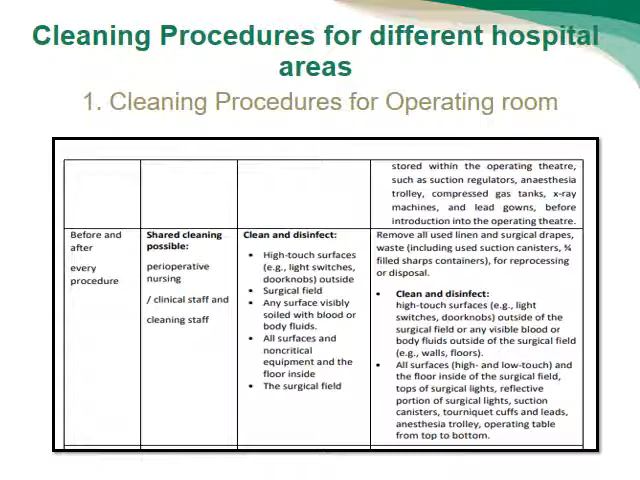 Cleaning Procedures for different hospital
areas
1. Cleaning Procedures for Operating room
stored within the operating theatre,
such as suction regulators, anaesthesia
trolley, compressed gas tanks, x-ray
machines, and lead gowns, before
introduction into the operating theatre.
Before and
after
every
procedure
Shared cleaning
possible:
perioperative
nursing
/ clinical staff and
cleaning staff
Clean and disinfect:
• High-touch surfaces
(e.g., light switches,
doorknobs) outside
• Surgical field
• Any surface visibly
soiled with blood or
body fluids.
• All surfaces and
noncritical
equipment and the
floor inside
• The surgical field
Remove all used linen and surgical drapes,
waste (including used suction canisters, ¾
filled sharps containers), for reprocessing
or disposal.
• Clean and disinfect:
high-touch surfaces (e.g., light
switches, doorknobs) outside of the
surgical field or any visible blood or
body fluids outside of the surgical field
(e.g., walls, floors).
• All surfaces (high- and low-touch) and
the floor inside of the surgical field,
tops of surgical lights, reflective
portion of surgical lights, suction
canisters, tourniquet cuffs and leads,
anesthesia trolley, operating table
from top to bottom.